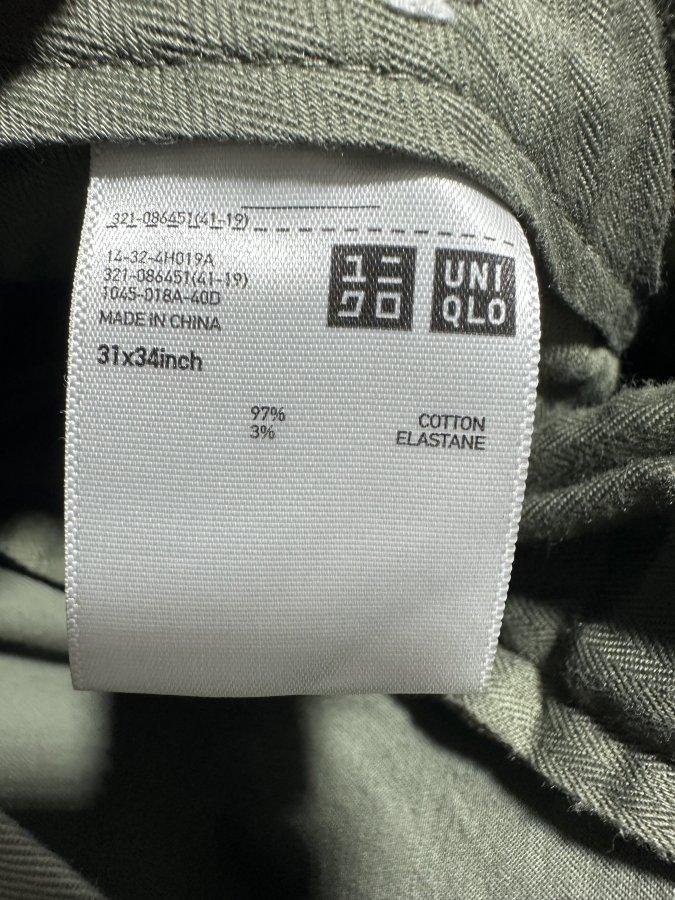 321-086451(41-19)
14-32-4H019A
321-086451(41-19)
1045-018A-40D
MADE IN CHINA
31x34inch
ユニ
クロ
UNI
QLO
97% COTTON
3% ELASTANE